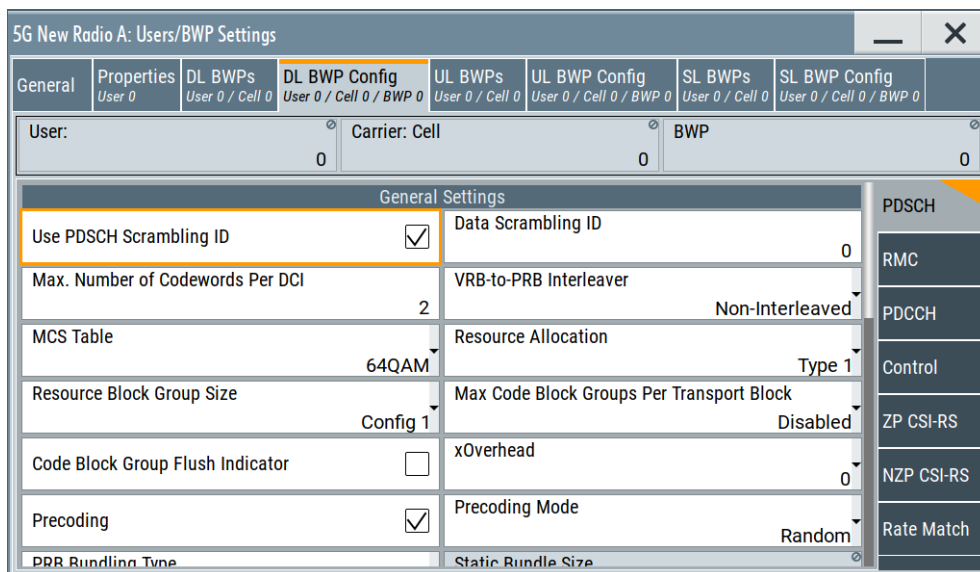 5G New Radio A: Users/BWP Settings
General
Properties
User 0
DL BWPs
User 0 / Cell 0
DL BWP Config
User 0 / Cell 0 / BWP 0
UL BWPs
User 0 / Cell 0
UL BWP Config
User 0 / Cell 0 / BWP 0
SL BWPs
User 0 / Cell 0
SL BWP Config
User 0 / Cell 0 / BWP 0
User:
0
Carrier: Cell
0
BWP
0
General Settings
Use PDSCH Scrambling ID
Data Scrambling ID
0
Max. Number of Codewords Per DCI
2
VRB-to-PRB Interleaver
Non-Interleaved
MCS Table
64QAM
Resource Allocation
Type 1
Resource Block Group Size
Config 1
Max Code Block Groups Per Transport Block
Disabled
Code Block Group Flush Indicator
xOverhead
0
Precoding
Precoding Mode
Random
PRB Bundling Type
Static Bundle Size
PDSCH
RMC
PDCCH
Control
ZP CSI-RS
NZP CSI-RS
Rate Match